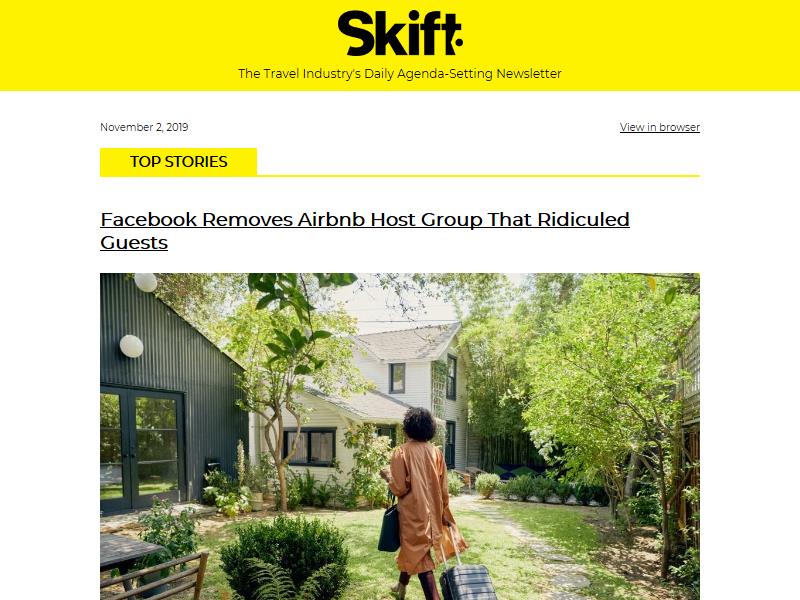 Skift
The Travel Industry's Daily Agenda-Setting Newsletter
November 2, 2019
View in browser
TOP STORIES
Facebook Removes Airbnb Host Group That Ridiculed
Guests